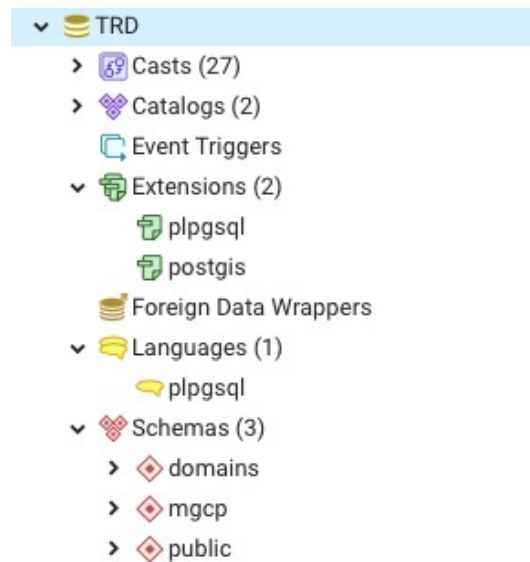 TRD
Casts (27)
Catalogs (2)
Event Triggers
Extensions (2)
plpgsql
postgis
Foreign Data Wrappers
Languages (1)
plpgsql
Schemas (3)
domains
mgcp
public